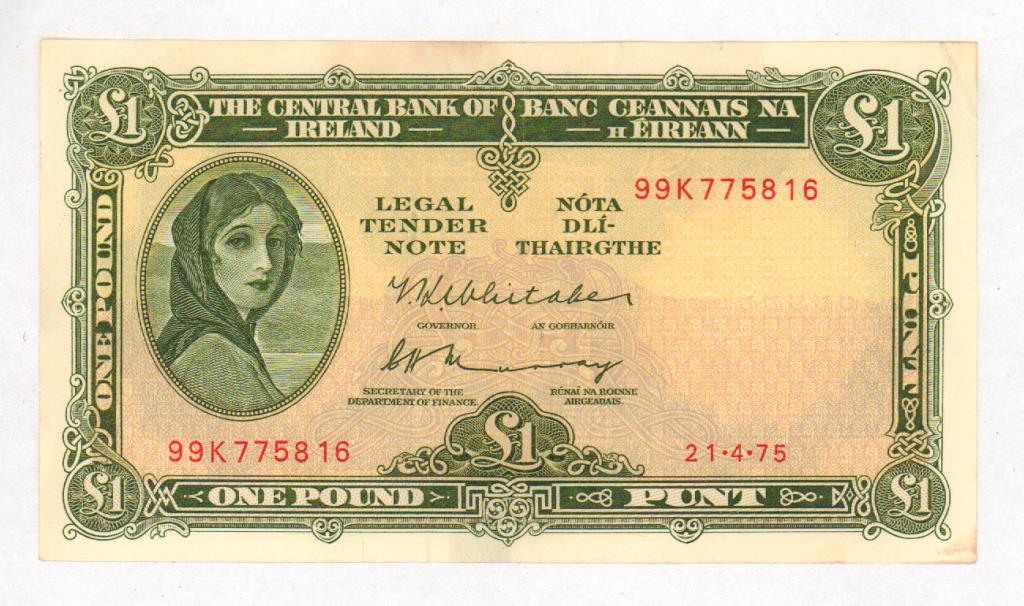 £1
THE CENTRAL BANK OF IRELAND
BANC CEANNAIS NA
H ÉIREANN
£1
99K775816
LEGAL
TENDER
NOTE
NÓTA
DLÍ-
THAIRGTHE
T.K. Whitaker
GOVERNOR. AN GOBHARNÓIR.
C H Murray
SECRETARY OF THE
DEPARTMENT OF FINANCE.
RÚNAÍ NA ROINNE
AIRGEADAIS.
ONE POUND
PUNT
99K775816
£1
21·4·75
£1
ONE POUND
PUNT
£1